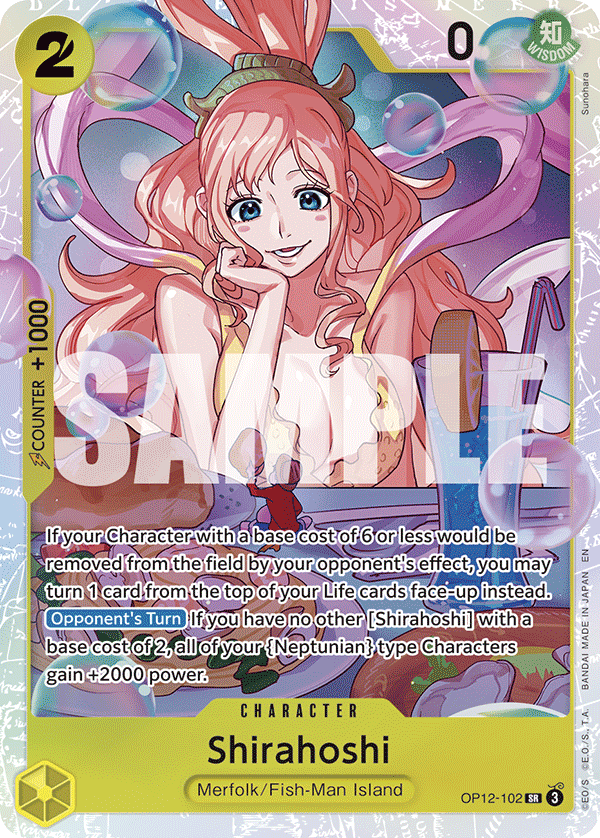 2
0
知
WISDOM
Sunohara
COUNTER +1000
SAMPLE
If your Character with a base cost of 6 or less would be
removed from the field by your opponent's effect, you may
turn 1 card from the top of your Life cards face-up instead.
Opponent's Turn If you have no other [Shirahoshi] with a
base cost of 2, all of your {Neptunian} type Characters
gain +2000 power.
CHARACTER
Shirahoshi
Merfolk/Fish-Man Island
OP12-102 SR 3
©E.O./S, T.A. BANDAI MADE IN JAPAN EN
©EO/S